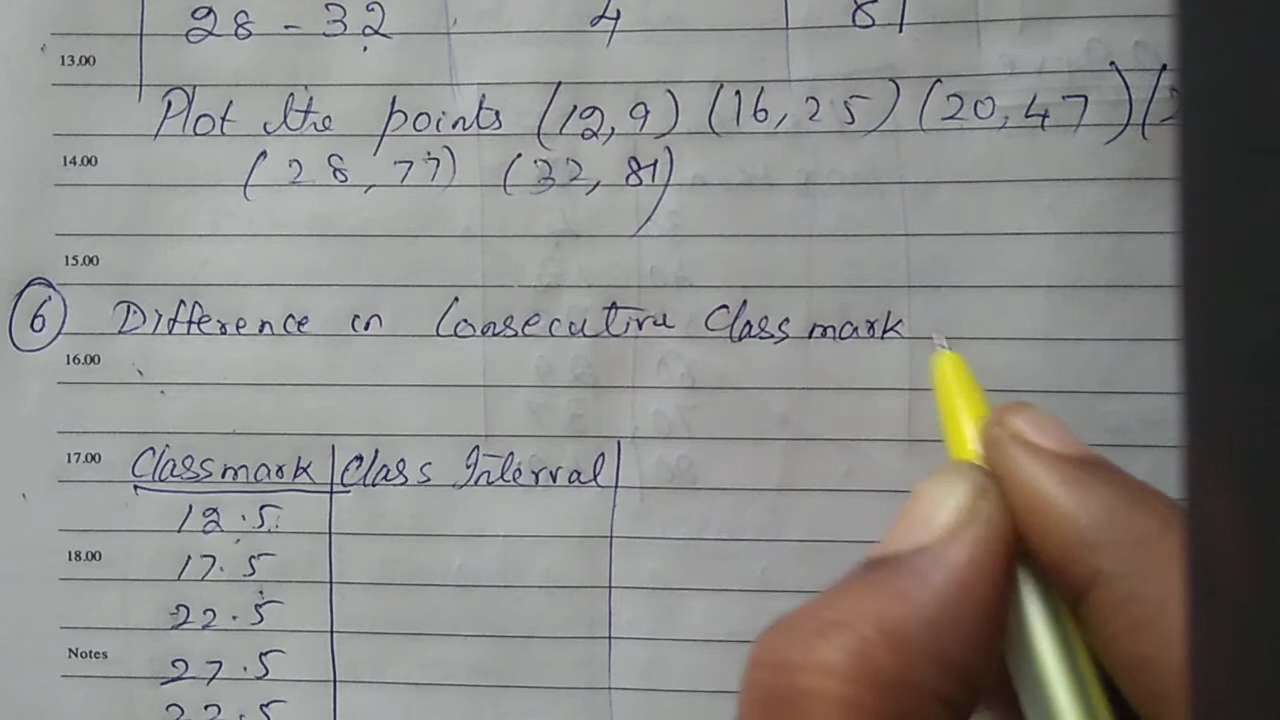 28 - 32 4 81
13.00
Plot the points (12,9) (16,25) (20,47) (2
14.00
(28,77) (32,81)
15.00
6 Difference in Consecutive Class mark
16.00
17.00 Classmark Class Interval
12.5
18.00 17.5
22.5
Notes 27.5